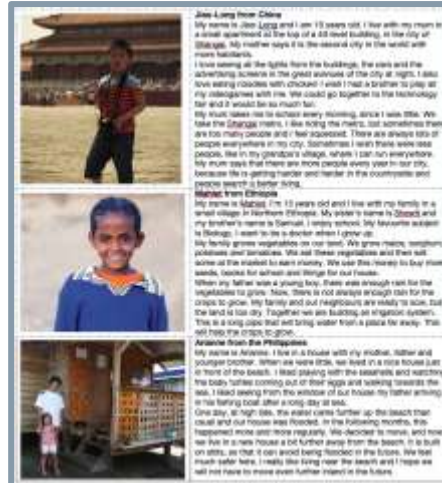 Jiao-Long from China
My name is Jiao Long and I am 10 years old. I live with my mum in
a small apartment at the top of a 45 level building, in the city of
Shangai. My mother says it is the second city in the world with
more habitants.
I love seeing all the lights from the buildings, the cars and the
advertising screens in the great avenues of the city at night. I also
love eating noodles with chicken. I wish I had a brother to play all
my videogames with me. We could go together to the technology
fair and it would be so much fun.
My mum takes me to school every morning, since I was little. We
take the Shangai metro. I like riding the metro, but sometimes there
are too many people and I feel squeezed. There are always lots of
people everywhere in my city. Sometimes I wish there were less
people, like in my grandpa's village, where I can run everywhere.
My mum says that there are more people every year in our city,
because life is getting harder and harder in the countryside and
people search a better living.
from Ethiopia
My name is I'm 10 years old and I live with my family in a
small village in Northern Ethiopia. My sister's name is and
my brother's name is Samuel. I enjoy school. My favourite subject
is Biology. I want to be a doctor when I grow up.
My family grows vegetables on our land. We grow maize, sorghum,
potatoes and tomatoes. We eat these vegetables and then sell
some at the market to earn money. We use this money to buy more
seeds, books for school and things for our house.
When my father was a young boy, there was enough rain for the
vegetables to grow. Now, there is not always enough rain for the
crops to grow. My family and our neighbours are ready to sow, but
the land is too dry. Together we are building an irrigation system.
This is a long pipe that will bring water from a place far away. This
will help the crops to grow.
Arianne from the Philippines
My name is Arianne. I live in a house with my mother, father and
younger brother. When we were little, we lived in a nice house just
in front of the beach. I liked playing with the seashells and watching
the baby turtles coming out of their eggs and walking towards the
sea. I liked seeing from the window of our house my father arriving
in his fishing boat after a long day at sea.
One day, at high tide, the water came further up the beach than
usual and our house was flooded. In the following months, this
happened more and more regularly. We decided to move, and now
we live in a new house a bit further away from the beach. It is built
on stilts, so that it can avoid being flooded in the future. We feel
much safer here. I really like living near the beach and I hope we
will not have to move even further inland in the future.